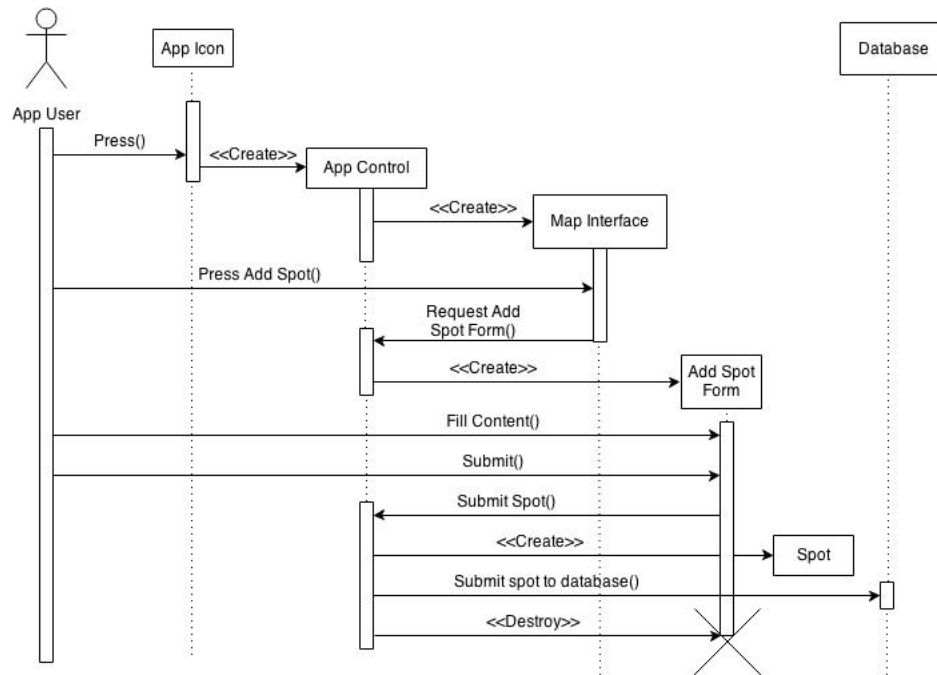 App Icon
Database
App User
Press()
<<Create>>
App Control
<<Create>>
Map Interface
Press Add Spot()
Request Add
Spot Form()
<<Create>>
Add Spot
Form
Fill Content()
Submit()
Submit Spot()
<<Create>>
Spot
Submit spot to database()
<<Destroy>>